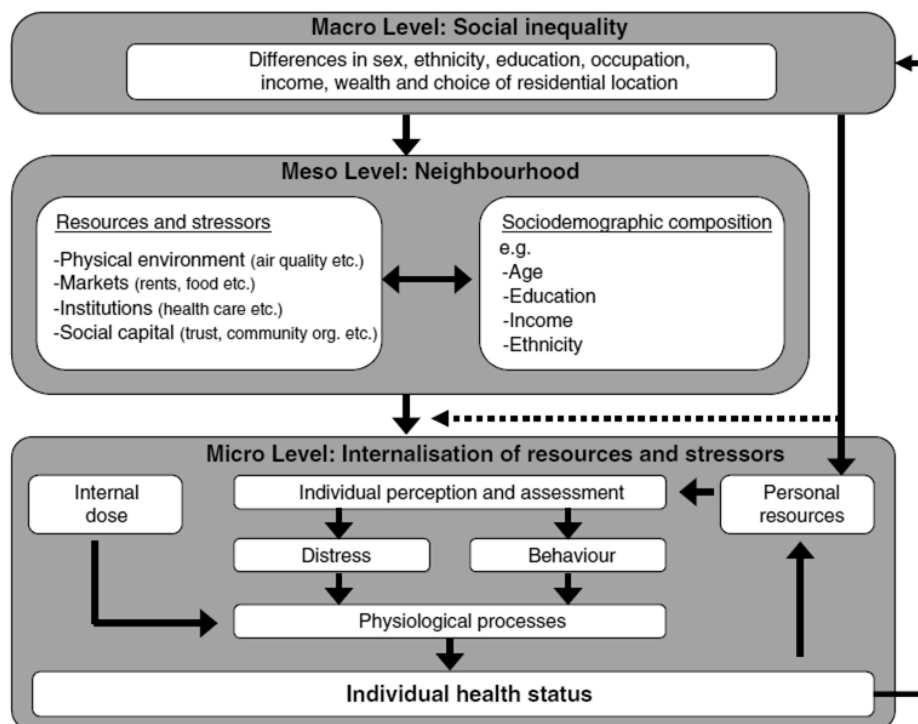 Macro Level: Social inequality
Differences in sex, ethnicity, education, occupation,
income, wealth and choice of residential location
Meso Level: Neighbourhood
Resources and stressors
-Physical environment (air quality etc.)
-Markets (rents, food etc.)
-Institutions (health care etc.)
-Social capital (trust, community org. etc.)
Sociodemographic composition
e.g.
-Age
-Education
-Income
-Ethnicity
Micro Level: Internalisation of resources and stressors
Internal
dose
Individual perception and assessment
Personal
resources
Distress
Behaviour
Physiological processes
Individual health status